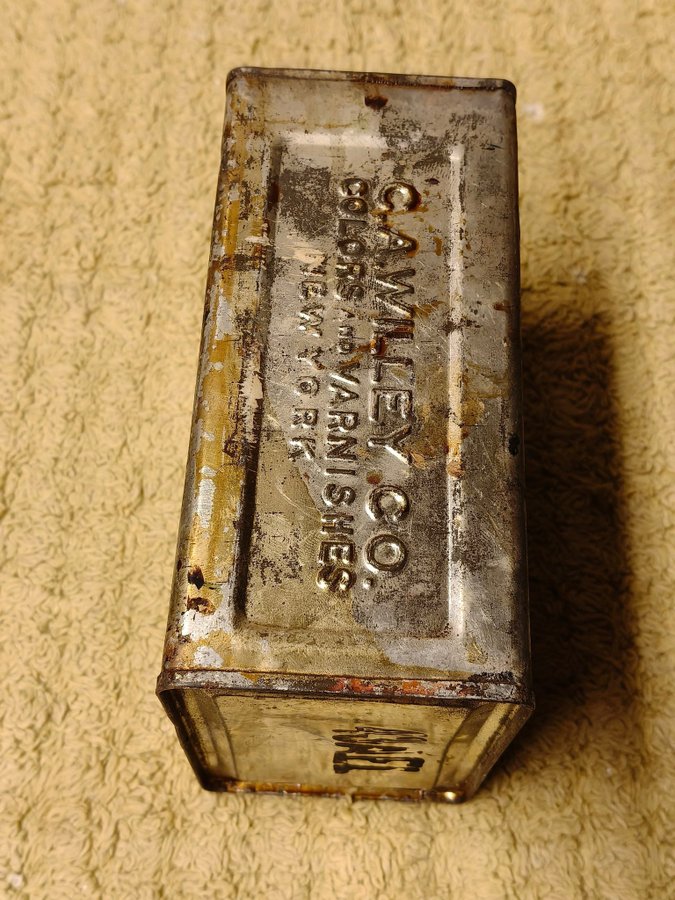 C.A.WILLEY CO.
COLORS AND VARNISHES
NEW YORK